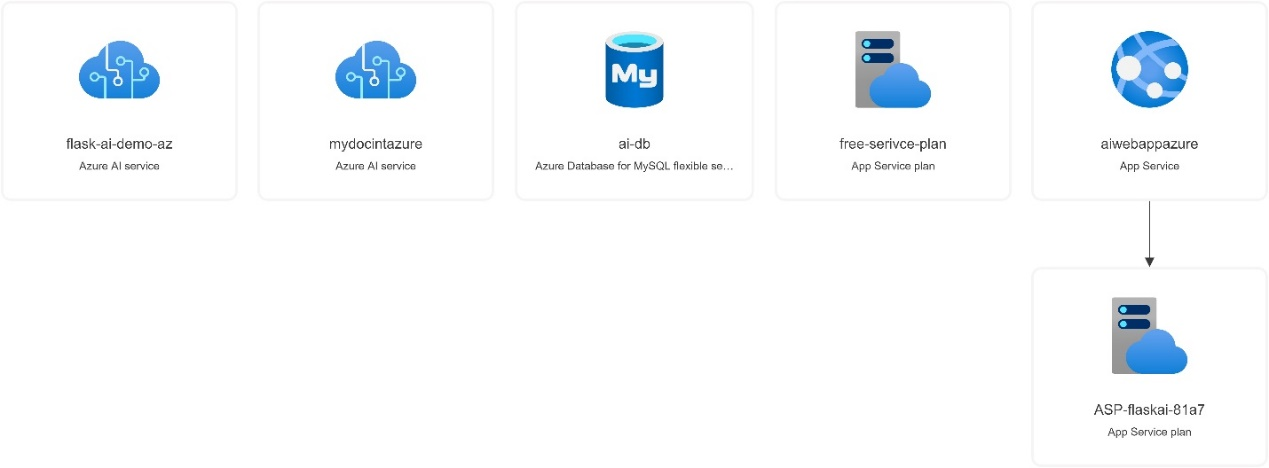 My
flask-ai-demo-az
Azure AI service
mydocintazure
Azure AI service
ai-db
Azure Database for MySQL flexible se...
free-serivce-plan
App Service plan
aiwebappazure
App Service
ASP-flaskai-81a7
App Service plan